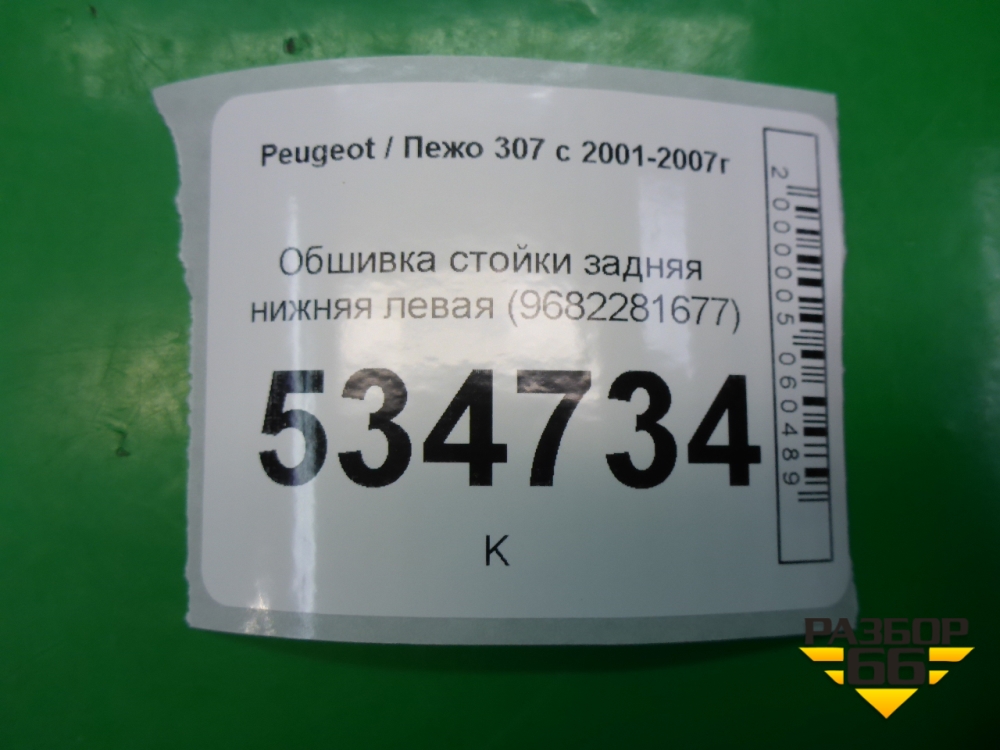 Peugeot / Пежо 307 с 2001-2007г
Обшивка стойки задняя
нижняя левая (9682281677)
534734
К
2000005060489
РАЗБОР
66